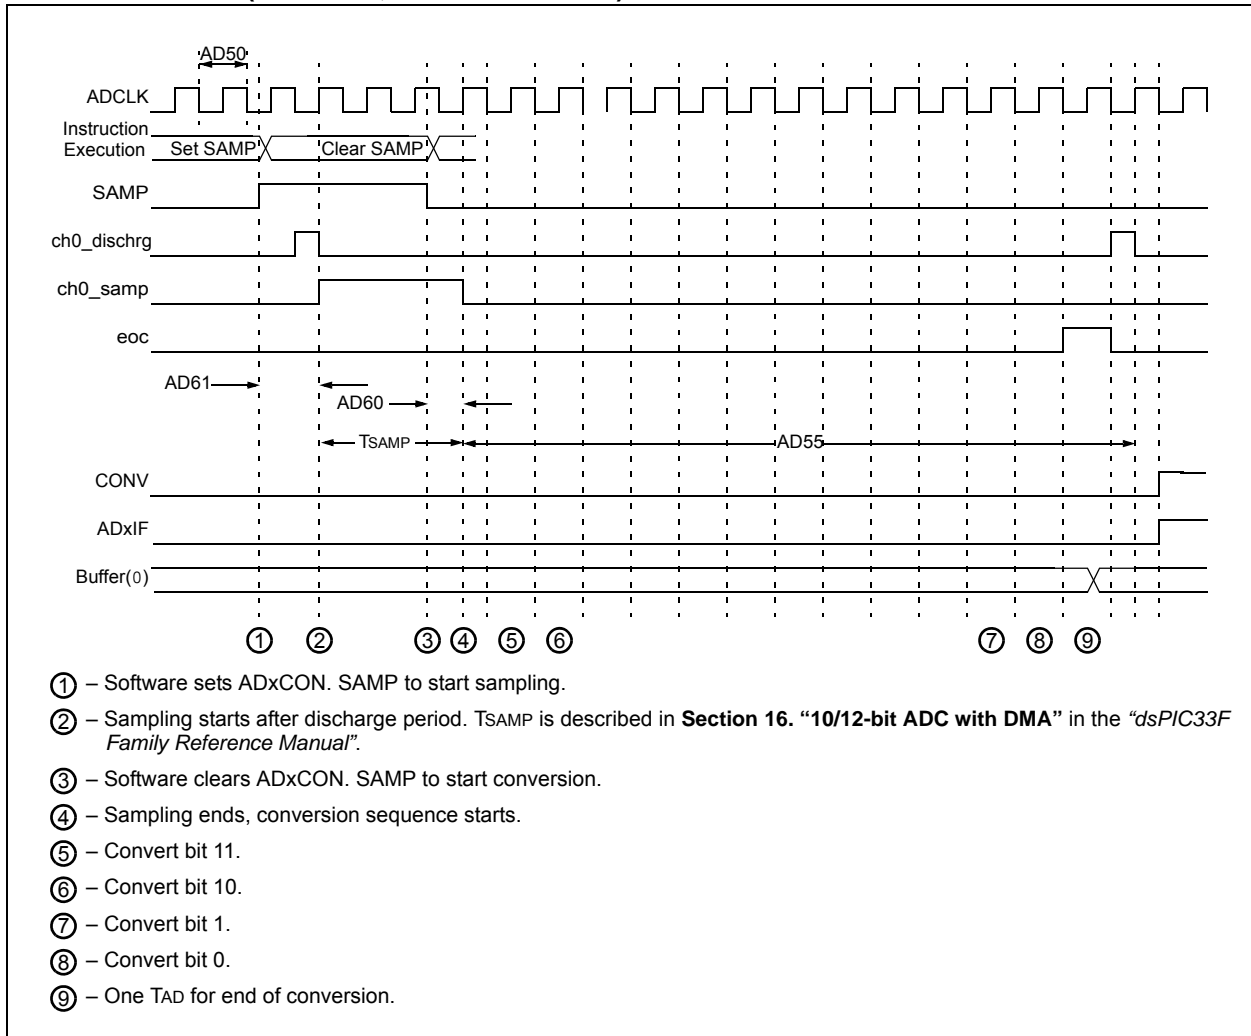 AD50
ADCLK
Instruction
Execution
Set SAMP
Clear SAMP
SAMP
ch0_dischrg
ch0_samp
eoc
AD61
AD60
TSAMP
AD55
CONV
ADxIF
Buffer(0)
1 2 3 4 5 6 7 8 9
1 – Software sets ADxCON. SAMP to start sampling.
2 – Sampling starts after discharge period. TSAMP is described in Section 16. “10/12-bit ADC with DMA” in the “dsPIC33F
Family Reference Manual”.
3 – Software clears ADxCON. SAMP to start conversion.
4 – Sampling ends, conversion sequence starts.
5 – Convert bit 11.
6 – Convert bit 10.
7 – Convert bit 1.
8 – Convert bit 0.
9 – One TAD for end of conversion.